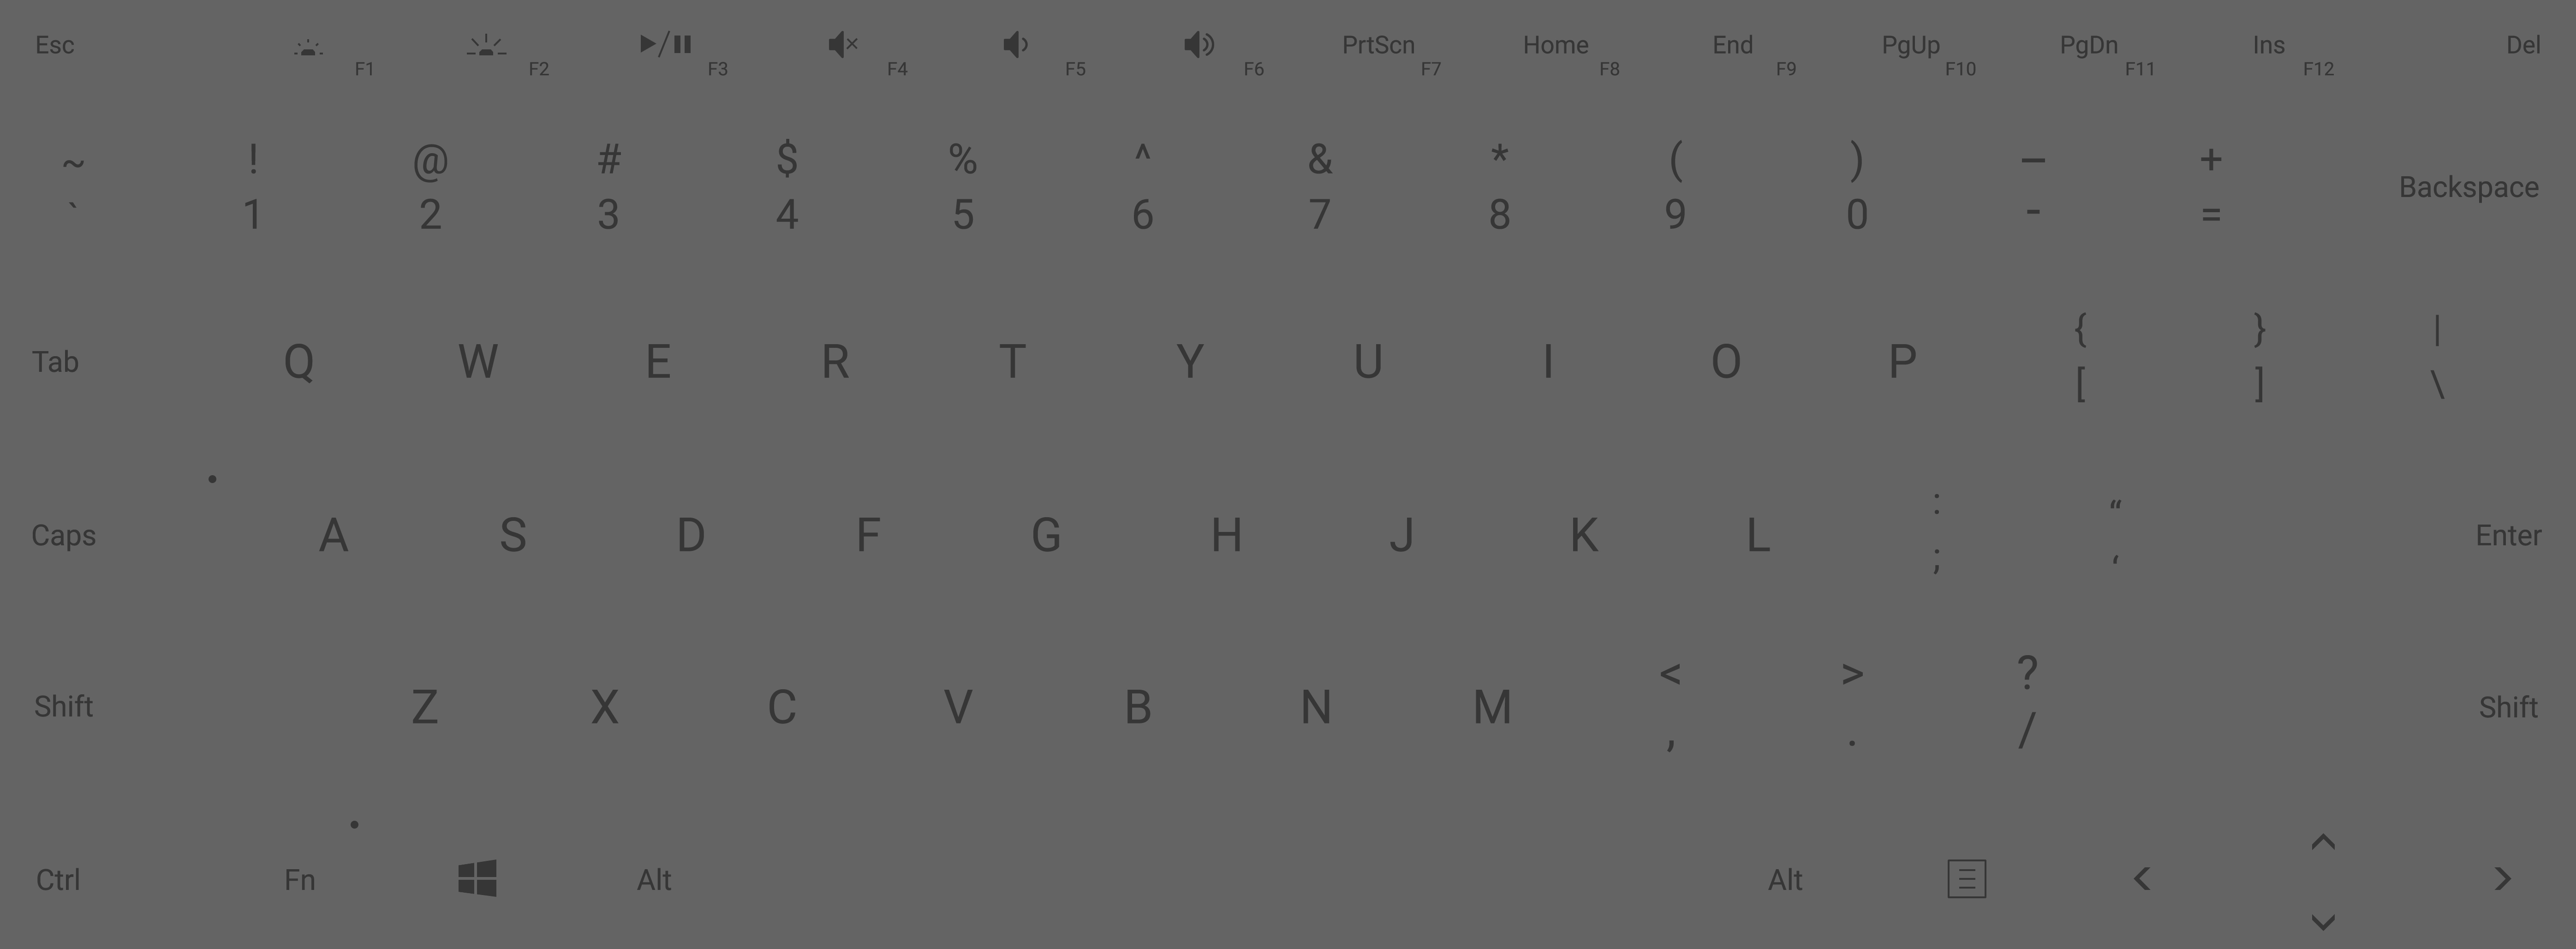 Esc F1 F2 F3 F4 F5 F6 PrtScn F7 Home F8 End F9 PgUp F10 PgDn F11 Ins F12 Del
~ ! @ # $ % ^ & * ( ) — + Backspace
` 1 2 3 4 5 6 7 8 9 0 - =
Tab Q W E R T Y U I O P { } |
[ ] \
Caps A S D F G H J K L : “ Enter
; ‘
Shift Z X C V B N M < > ? Shift
, . /
Ctrl Fn Alt Alt